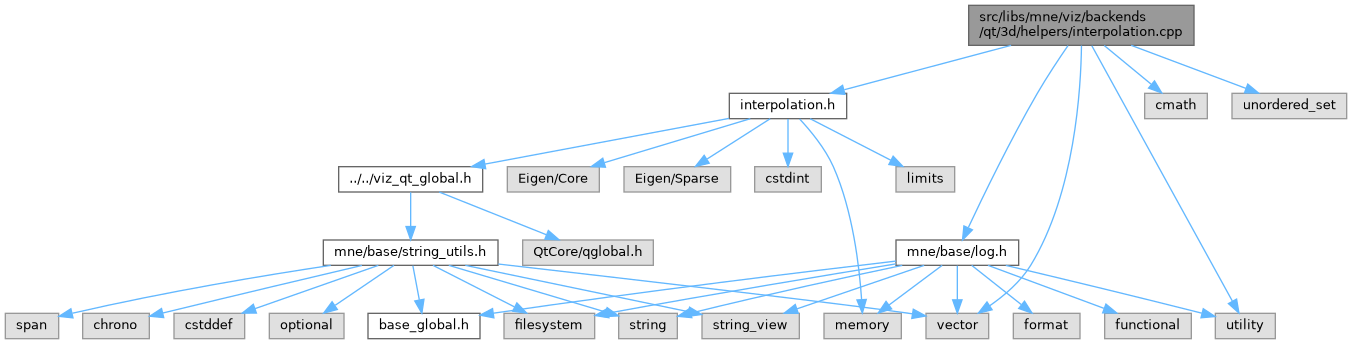 src/libs/mne/viz/backends
/qt/3d/helpers/interpolation.cpp
interpolation.h
cmath
unordered_set
../../viz_qt_global.h
Eigen/Core
Eigen/Sparse
cstdint
limits
mne/base/string_utils.h
QtCore/qglobal.h
mne/base/log.h
span
chrono
cstddef
optional
base_global.h
filesystem
string
string_view
memory
vector
format
functional
utility